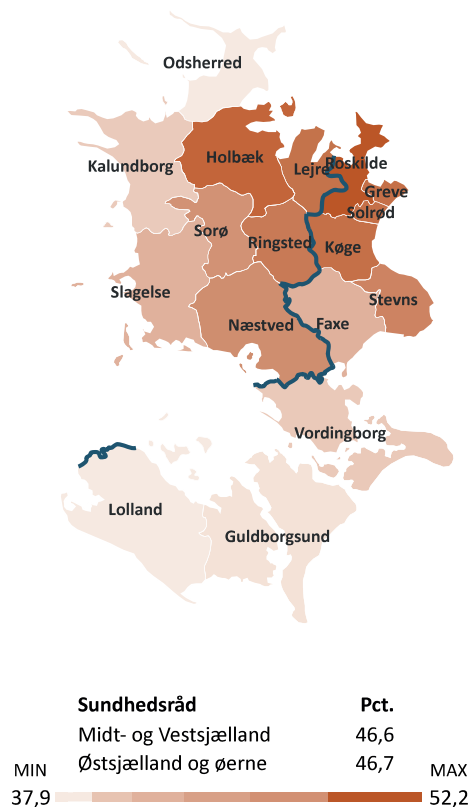 Odsherred
Kalundborg
Holbæk
Lejre
Roskilde
Greve
Solrød
Sorø
Ringsted
Køge
Slagelse
Stevns
Næstved
Faxe
Vordingborg
Lolland
Guldborgsund
Sundhedsråd Pct.
Midt- og Vestsjælland 46,6
Østsjælland og øerne 46,7
MIN MAX
37,9 52,2